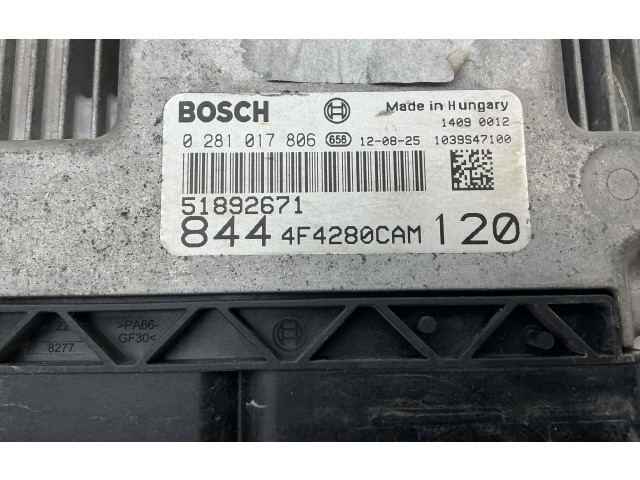 BOSCH Made in Hungary
1409 0012
0 281 017 806 658 12-08-25 1039S47100
51892671
844 4F4280CAM 120
>PA66-
GF30<
8277